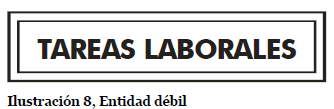 TAREAS LABORALES
Ilustración 8, Entidad débil